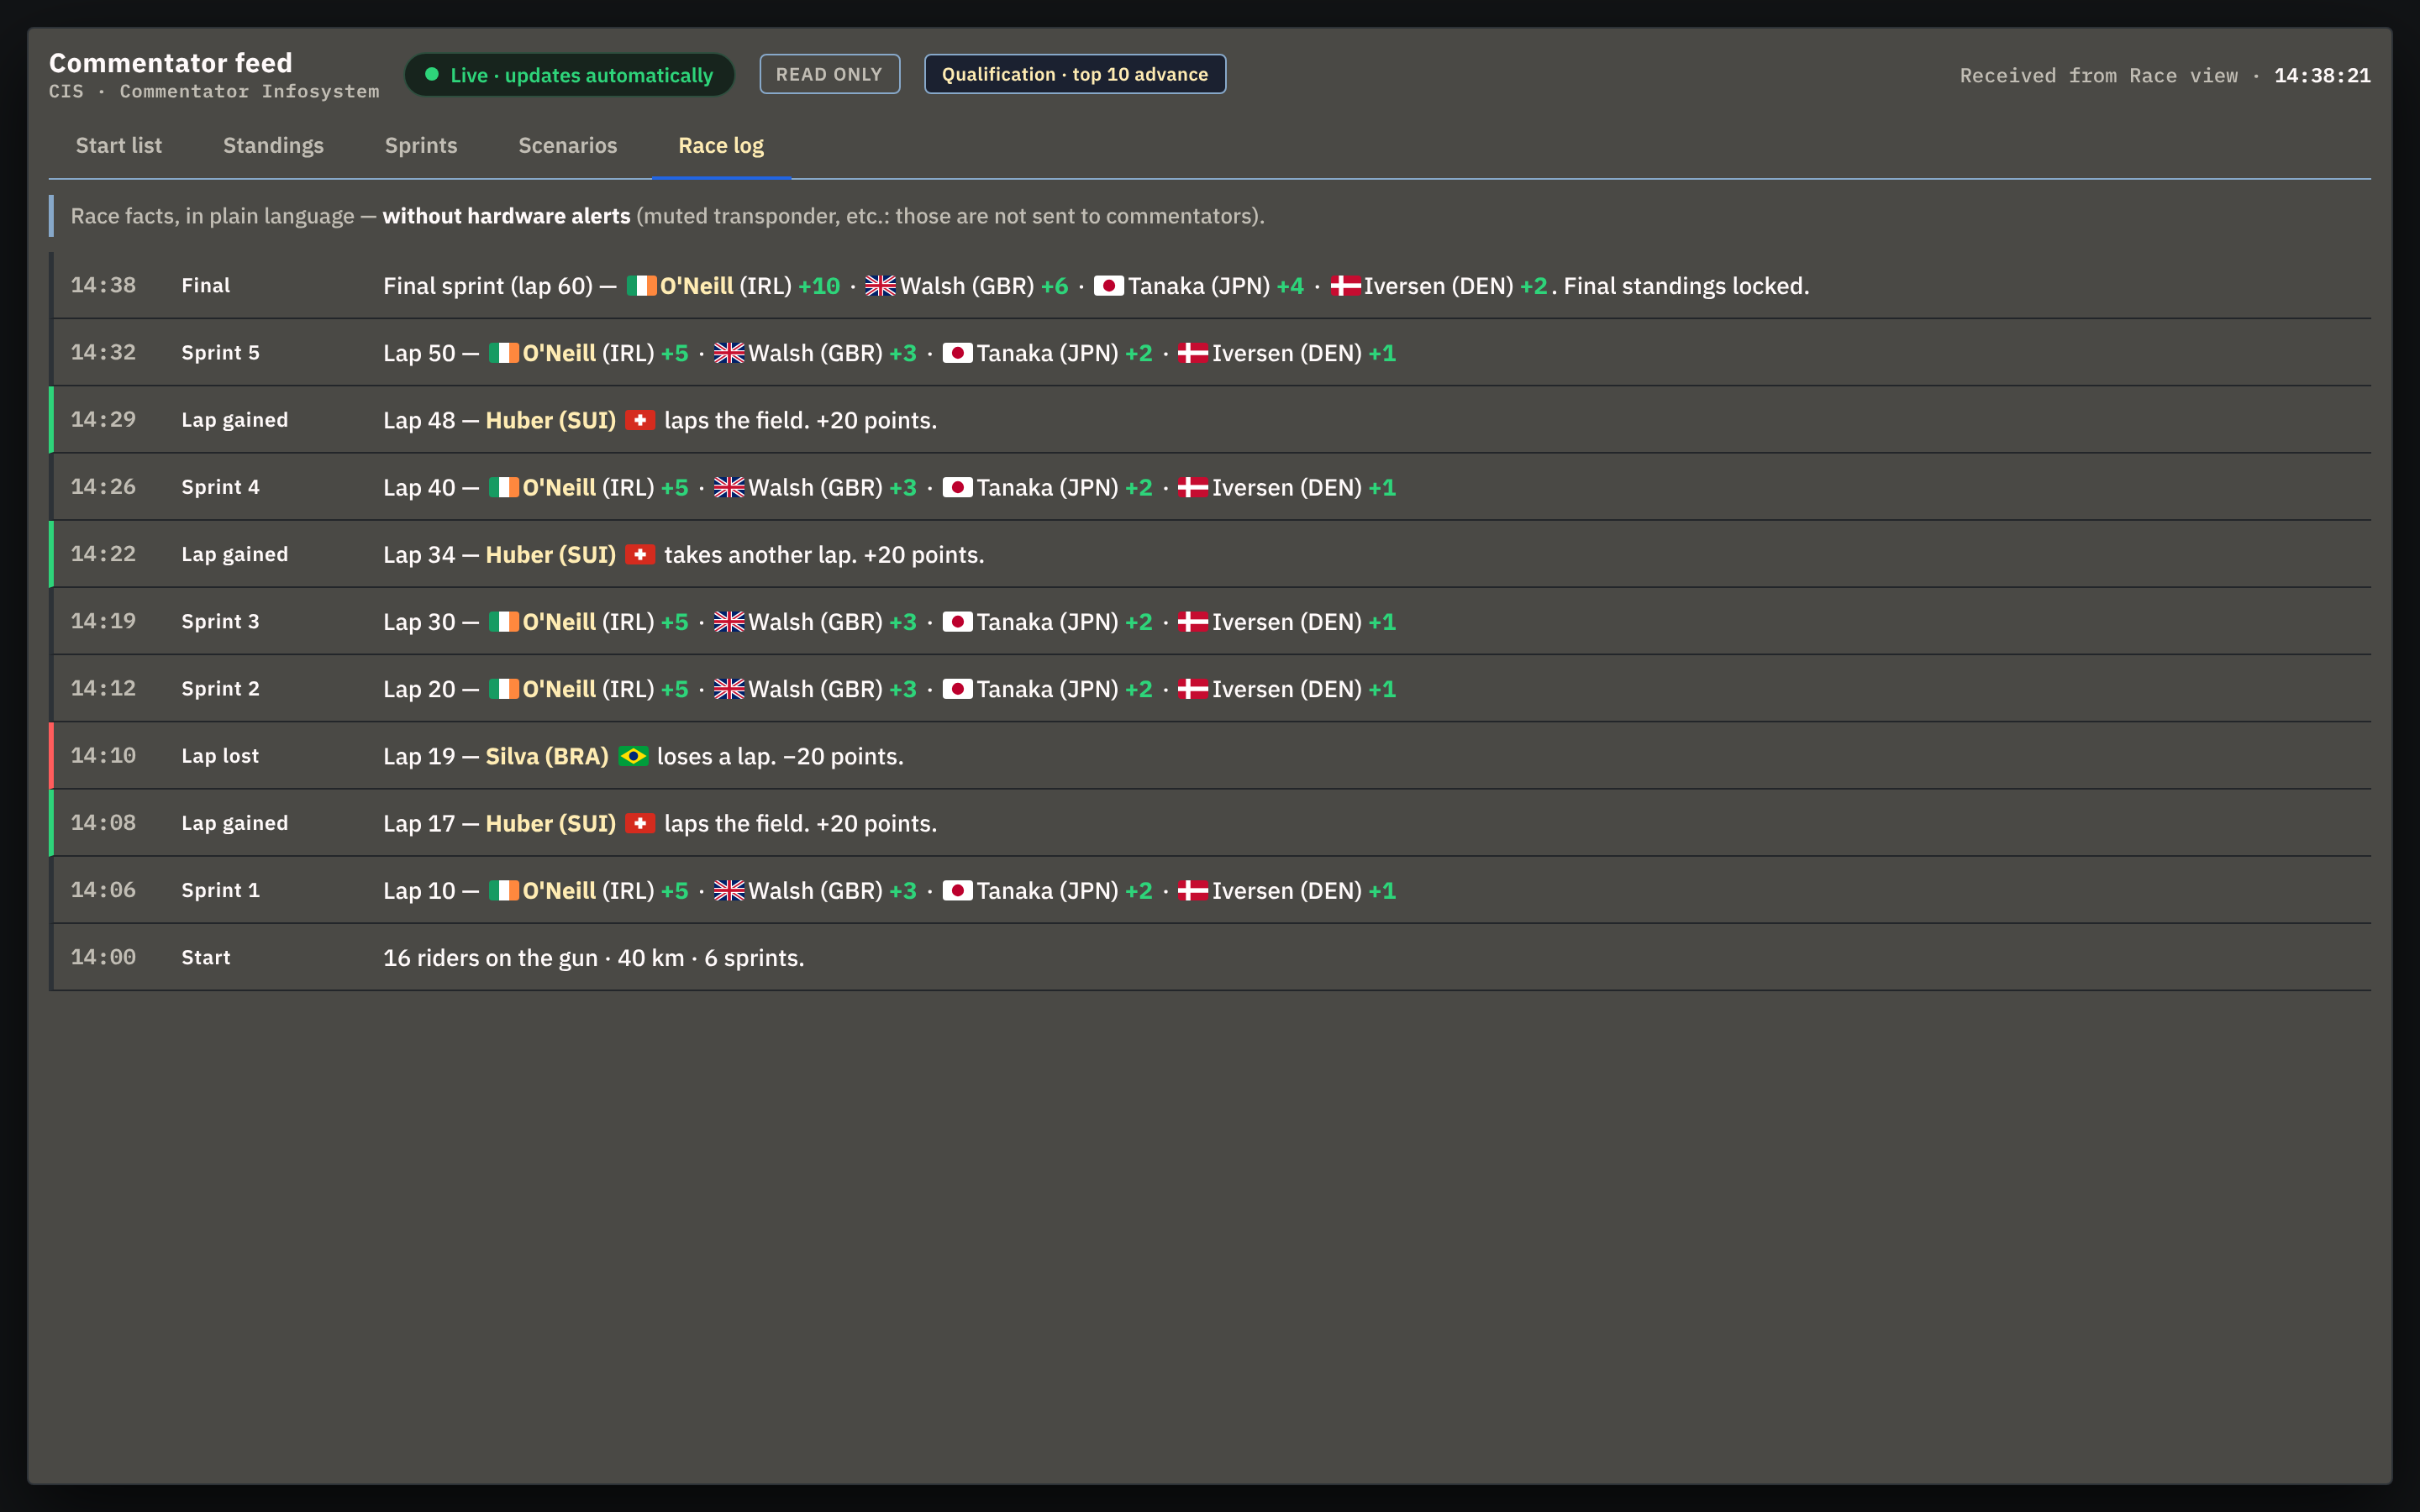 Commentator feed
CIS · Commentator Infosystem
Live · updates automatically
READ ONLY
Qualification · top 10 advance
Received from Race view · 14:38:21
Start list Standings Sprints Scenarios Race log
Race facts, in plain language — without hardware alerts (muted transponder, etc.: those are not sent to commentators).
14:38 Final Final sprint (lap 60) — O'Neill (IRL) +10 · Walsh (GBR) +6 · Tanaka (JPN) +4 · Iversen (DEN) +2. Final standings locked.
14:32 Sprint 5 Lap 50 — O'Neill (IRL) +5 · Walsh (GBR) +3 · Tanaka (JPN) +2 · Iversen (DEN) +1
14:29 Lap gained Lap 48 — Huber (SUI) laps the field. +20 points.
14:26 Sprint 4 Lap 40 — O'Neill (IRL) +5 · Walsh (GBR) +3 · Tanaka (JPN) +2 · Iversen (DEN) +1
14:22 Lap gained Lap 34 — Huber (SUI) takes another lap. +20 points.
14:19 Sprint 3 Lap 30 — O'Neill (IRL) +5 · Walsh (GBR) +3 · Tanaka (JPN) +2 · Iversen (DEN) +1
14:12 Sprint 2 Lap 20 — O'Neill (IRL) +5 · Walsh (GBR) +3 · Tanaka (JPN) +2 · Iversen (DEN) +1
14:10 Lap lost Lap 19 — Silva (BRA) loses a lap. −20 points.
14:08 Lap gained Lap 17 — Huber (SUI) laps the field. +20 points.
14:06 Sprint 1 Lap 10 — O'Neill (IRL) +5 · Walsh (GBR) +3 · Tanaka (JPN) +2 · Iversen (DEN) +1
14:00 Start 16 riders on the gun · 40 km · 6 sprints.